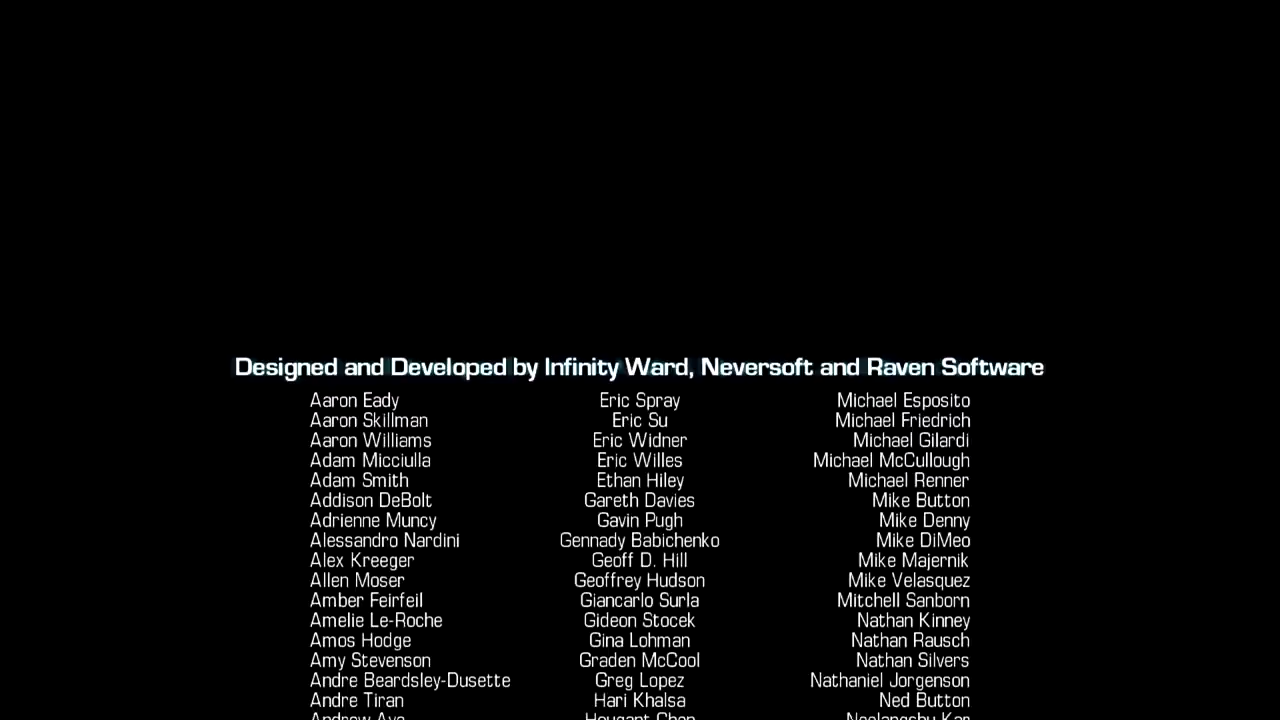 Designed and Developed by Infinity Ward, Neversoft and Raven Software
Aaron Eady Eric Spray Michael Esposito
Aaron Skillman Eric Su Michael Friedrich
Aaron Williams Eric Widner Michael Gilardi
Adam Micciulla Eric Willes Michael McCullough
Adam Smith Ethan Hiley Michael Renner
Addison DeBolt Gareth Davies Mike Button
Adrienne Muncy Gavin Pugh Mike Denny
Alessandro Nardini Gennady Babichenko Mike DiMeo
Alex Kreeger Geoff D. Hill Mike Majernik
Allen Moser Geoffrey Hudson Mike Velasquez
Amber Feirfeil Giancarlo Surla Mitchell Sanborn
Amelie Le-Roche Gideon Stocek Nathan Kinney
Amos Hodge Gina Lohman Nathan Rausch
Amy Stevenson Graden McCool Nathan Silvers
Andre Beardsley-Dusette Greg Lopez Nathaniel Jorgenson
Andre Tiran Hari Khalsa Ned Button
Andrew